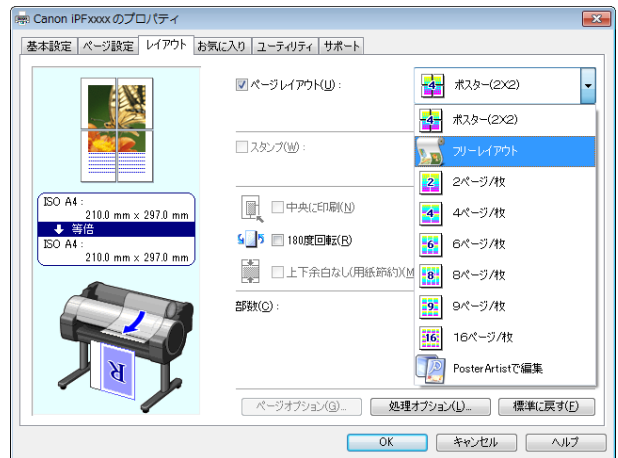 Canon iPFxxxx のプロパティ
基本設定 ページ設定 レイアウト お気に入り ユーティリティ サポート
ページレイアウト(U) :
4 ポスター(2X2)
4 ポスター(2X2)
スタンプ(W) :
フリーレイアウト
2 2ページ/枚
ISO A4 :
210.0 mm x 297.0 mm
等倍
ISO A4 :
210.0 mm x 297.0 mm
中央に印刷(N)
4 4ページ/枚
180度回転(R)
6 6ページ/枚
上下余白なし(用紙節約)(M
8 8ページ/枚
部数(C) :
9 9ページ/枚
16 16ページ/枚
R
PosterArtistで編集
ページオプション(G)... 処理オプション(L)... 標準に戻す(F)
OK キャンセル ヘルプ